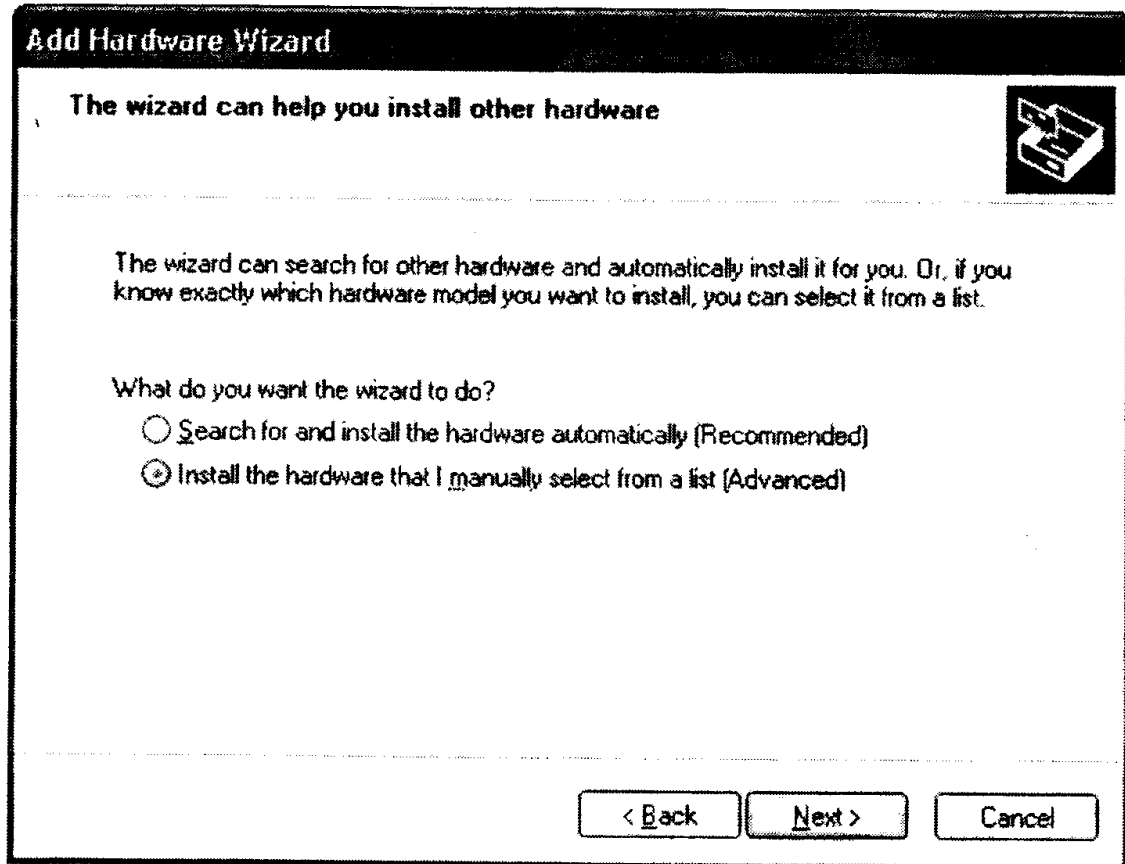 Add Hardware Wizard
The wizard can help you install other hardware
The wizard can search for other hardware and automatically install it for you. Or, if you
know exactly which hardware model you want to install, you can select it from a list.
What do you want the wizard to do?
Search for and install the hardware automatically (Recommended)
Install the hardware that I manually select from a list (Advanced)
< Back Next > Cancel